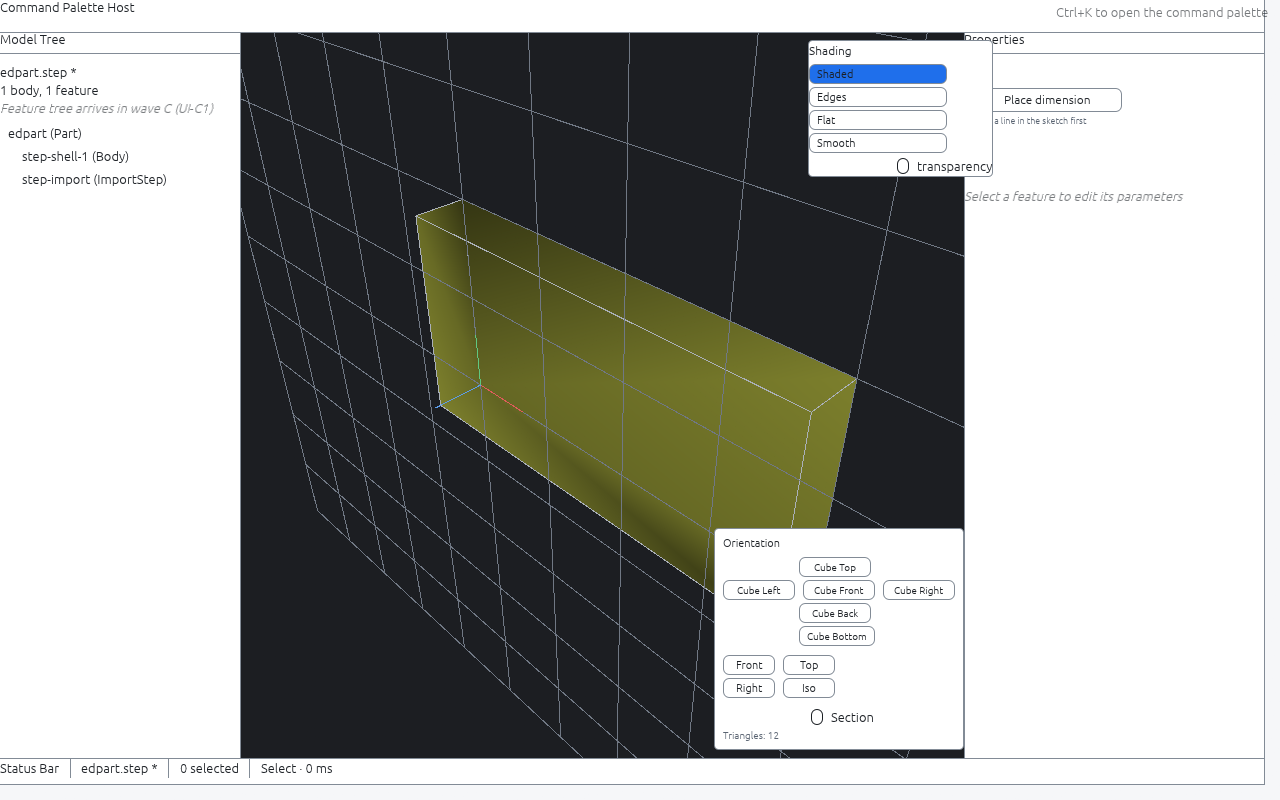 Command Palette Host
Ctrl+K to open the command palette
Model Tree
edpart.step *
1 body, 1 feature
Feature tree arrives in wave C (UI-C1)
edpart (Part)
step-shell-1 (Body)
step-import (ImportStep)
Shading
Shaded
Edges
Flat
Smooth
transparency
Properties
Place dimension
a line in the sketch first
Select a feature to edit its parameters
Orientation
Cube Top
Cube Left Cube Front Cube Right
Cube Back
Cube Bottom
Front Top
Right Iso
Section
Triangles: 12
Status Bar edpart.step * 0 selected Select · 0 ms